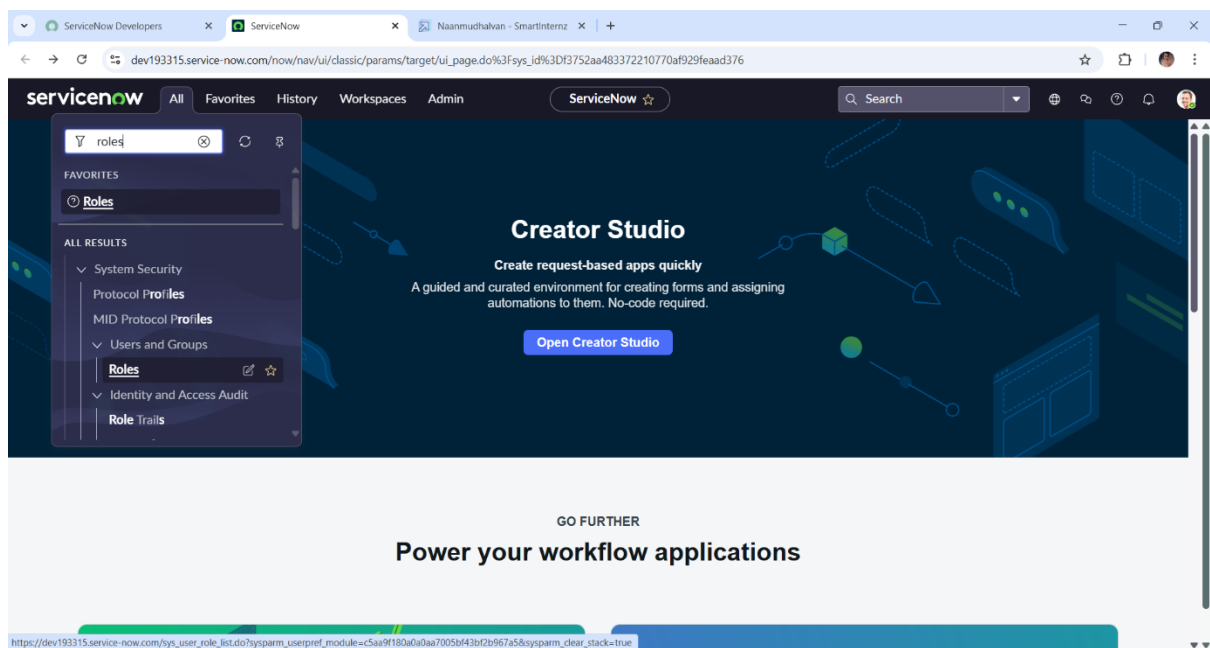 ServiceNow Developers
ServiceNow
Naanmudhalvan - SmartInternz
dev193315.service-now.com/now/nav/ui/classic/params/target/ui_page.do%3Fsys_id%3Df3752aa483372210770af929feaad376
servicenow All Favorites History Workspaces Admin ServiceNow Search
roles
FAVORITES
Roles
ALL RESULTS
System Security
Protocol Profiles
MID Protocol Profiles
Users and Groups
Roles
Identity and Access Audit
Role Trails
Creator Studio
Create request-based apps quickly
A guided and curated environment for creating forms and assigning
automations to them. No-code required.
Open Creator Studio
GO FURTHER
Power your workflow applications
https://dev193315.service-now.com/sys_user_role_list.do?sysparm_userpref_module=c5aa9f180a0a0aa7005bf43bf2b967a5&sysparm_clear_stack=true